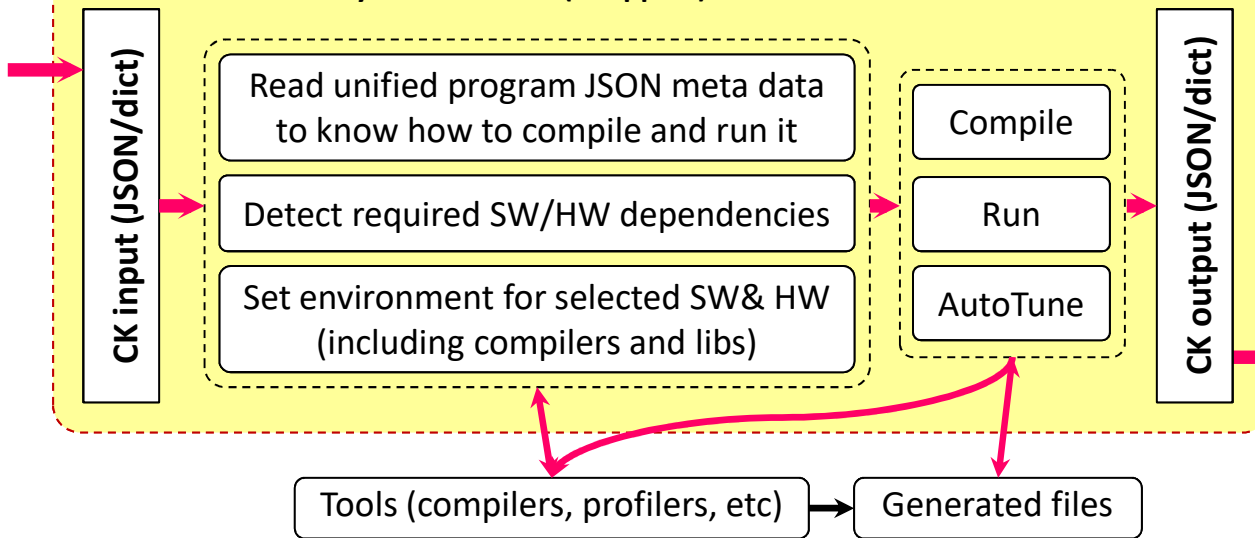 CK input (JSON/dict)
Read unified program JSON meta data
to know how to compile and run it
Detect required SW/HW dependencies
Set environment for selected SW& HW
(including compilers and libs)
Compile
Run
AutoTune
CK output (JSON/dict)
Tools (compilers, profilers, etc)
Generated files